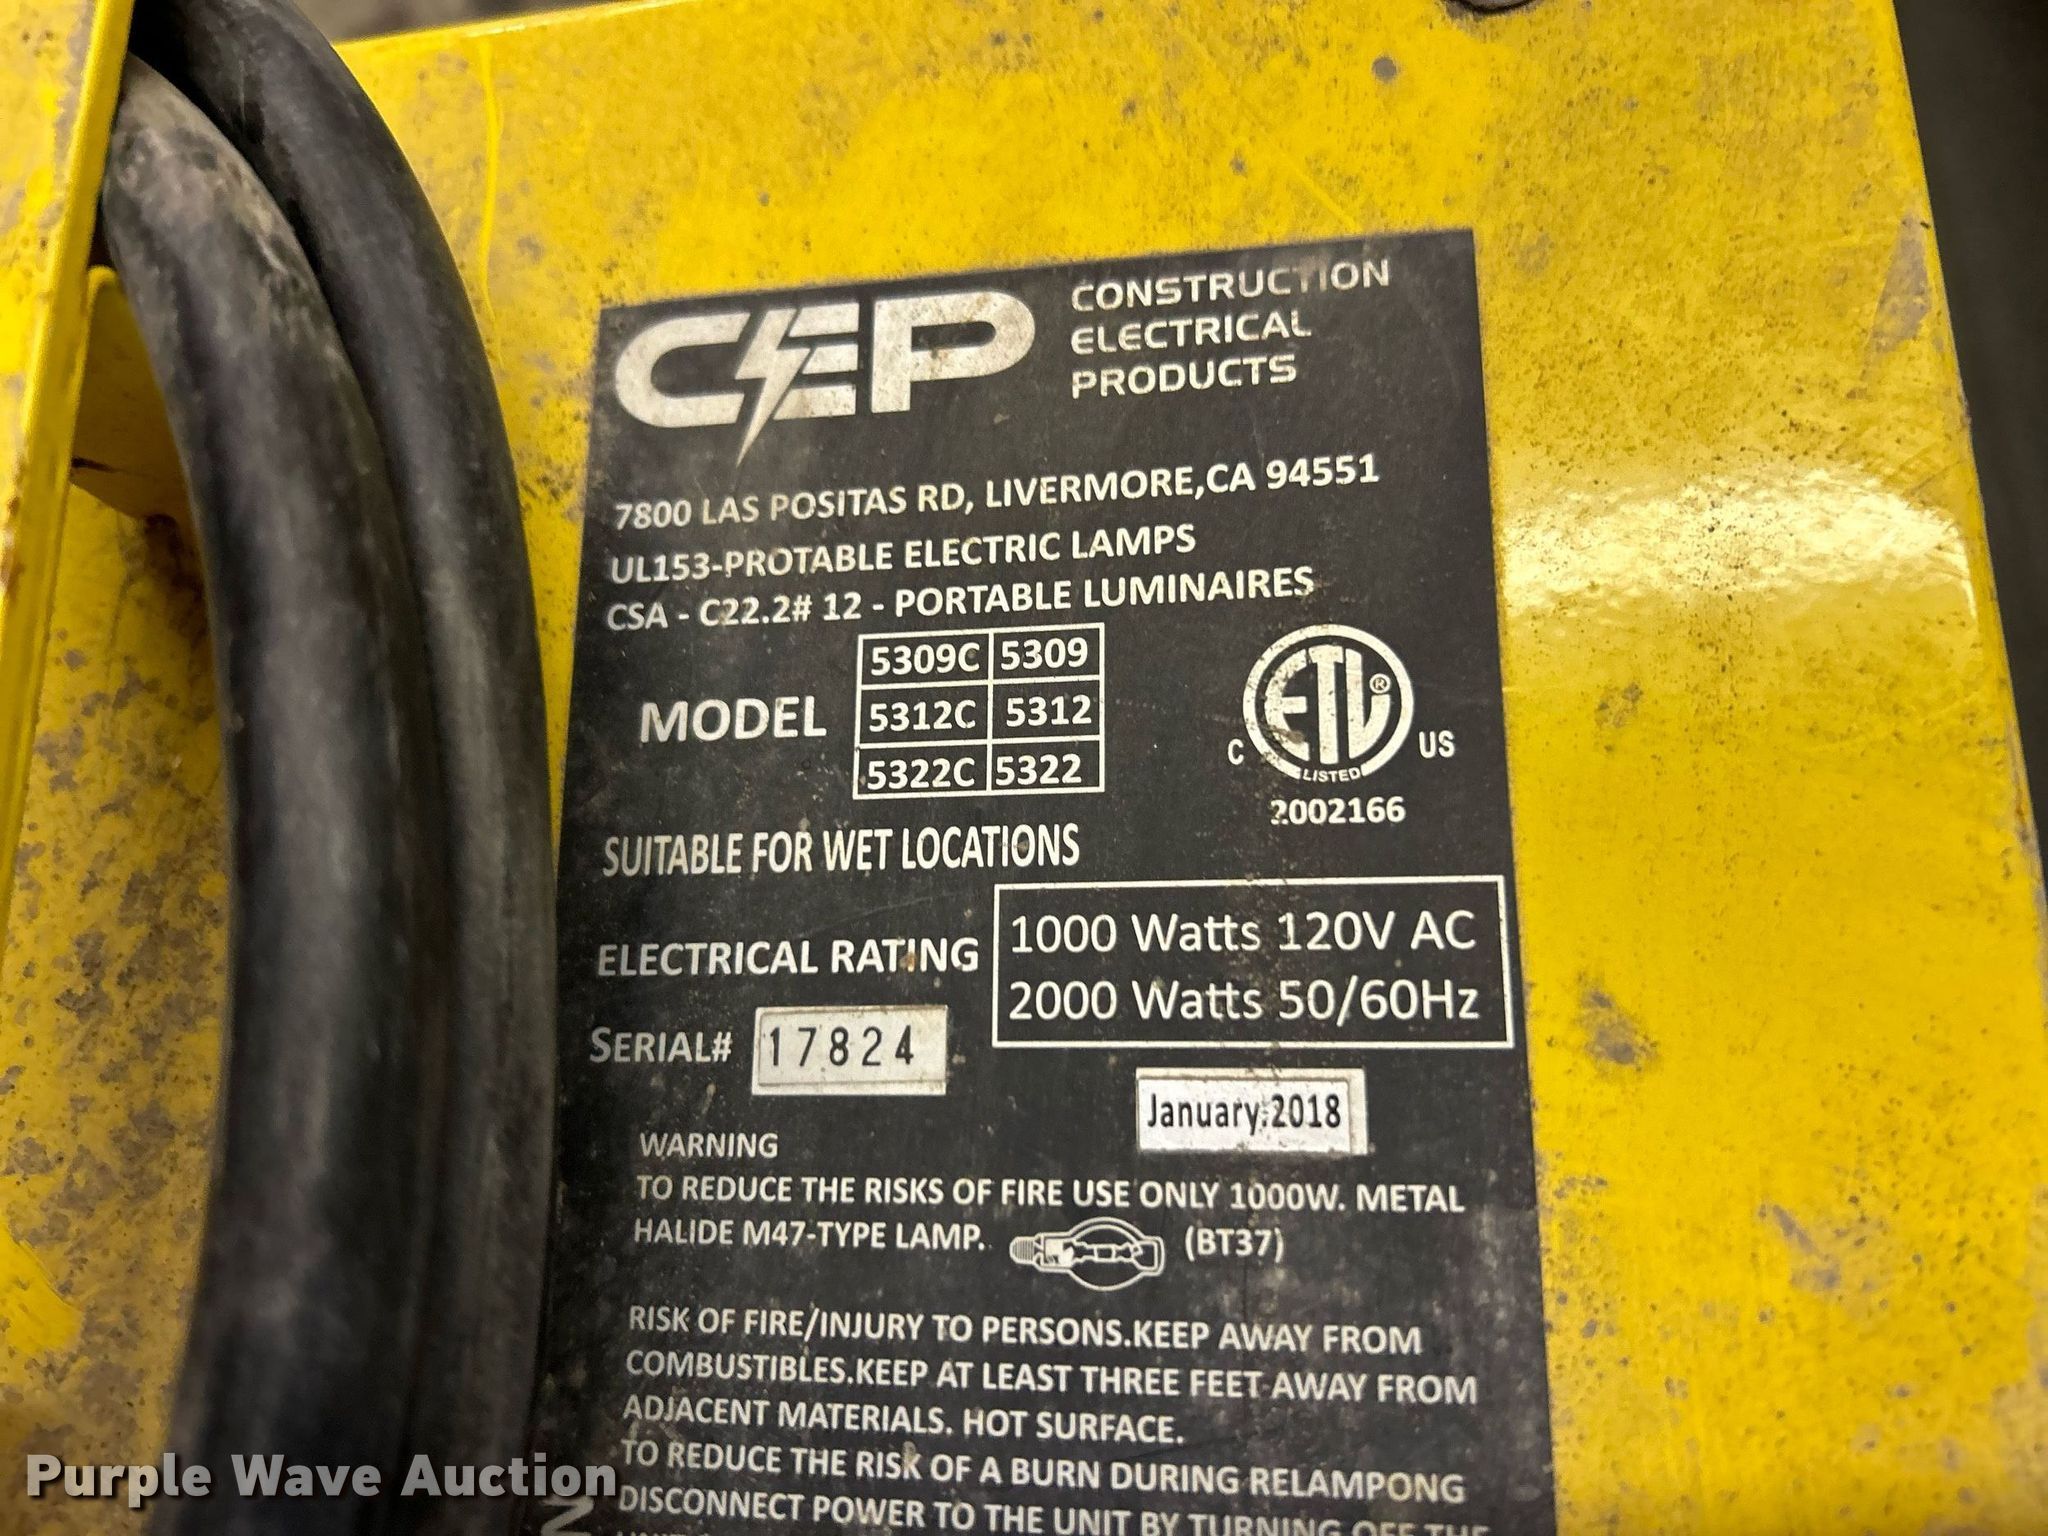 CEP CONSTRUCTION
ELECTRICAL
PRODUCTS
7800 LAS POSITAS RD, LIVERMORE,CA 94551
UL153-PROTABLE ELECTRIC LAMPS
CSA - C22.2# 12 - PORTABLE LUMINAIRES
MODEL
5309C 5309
5312C 5312
5322C 5322
C ETL ® US
LISTED
2002166
SUITABLE FOR WET LOCATIONS
ELECTRICAL RATING
1000 Watts 120V AC
2000 Watts 50/60Hz
SERIAL# 17824
January.2018
WARNING
TO REDUCE THE RISKS OF FIRE USE ONLY 1000W. METAL
HALIDE M47-TYPE LAMP. (BT37)
RISK OF FIRE/INJURY TO PERSONS.KEEP AWAY FROM
COMBUSTIBLES.KEEP AT LEAST THREE FEET AWAY FROM
ADJACENT MATERIALS. HOT SURFACE.
TO REDUCE THE RISK OF A BURN DURING RELAMPONG
DISCONNECT POWER TO THE UNIT BY TURNING OFF THE
Purple Wave Auction